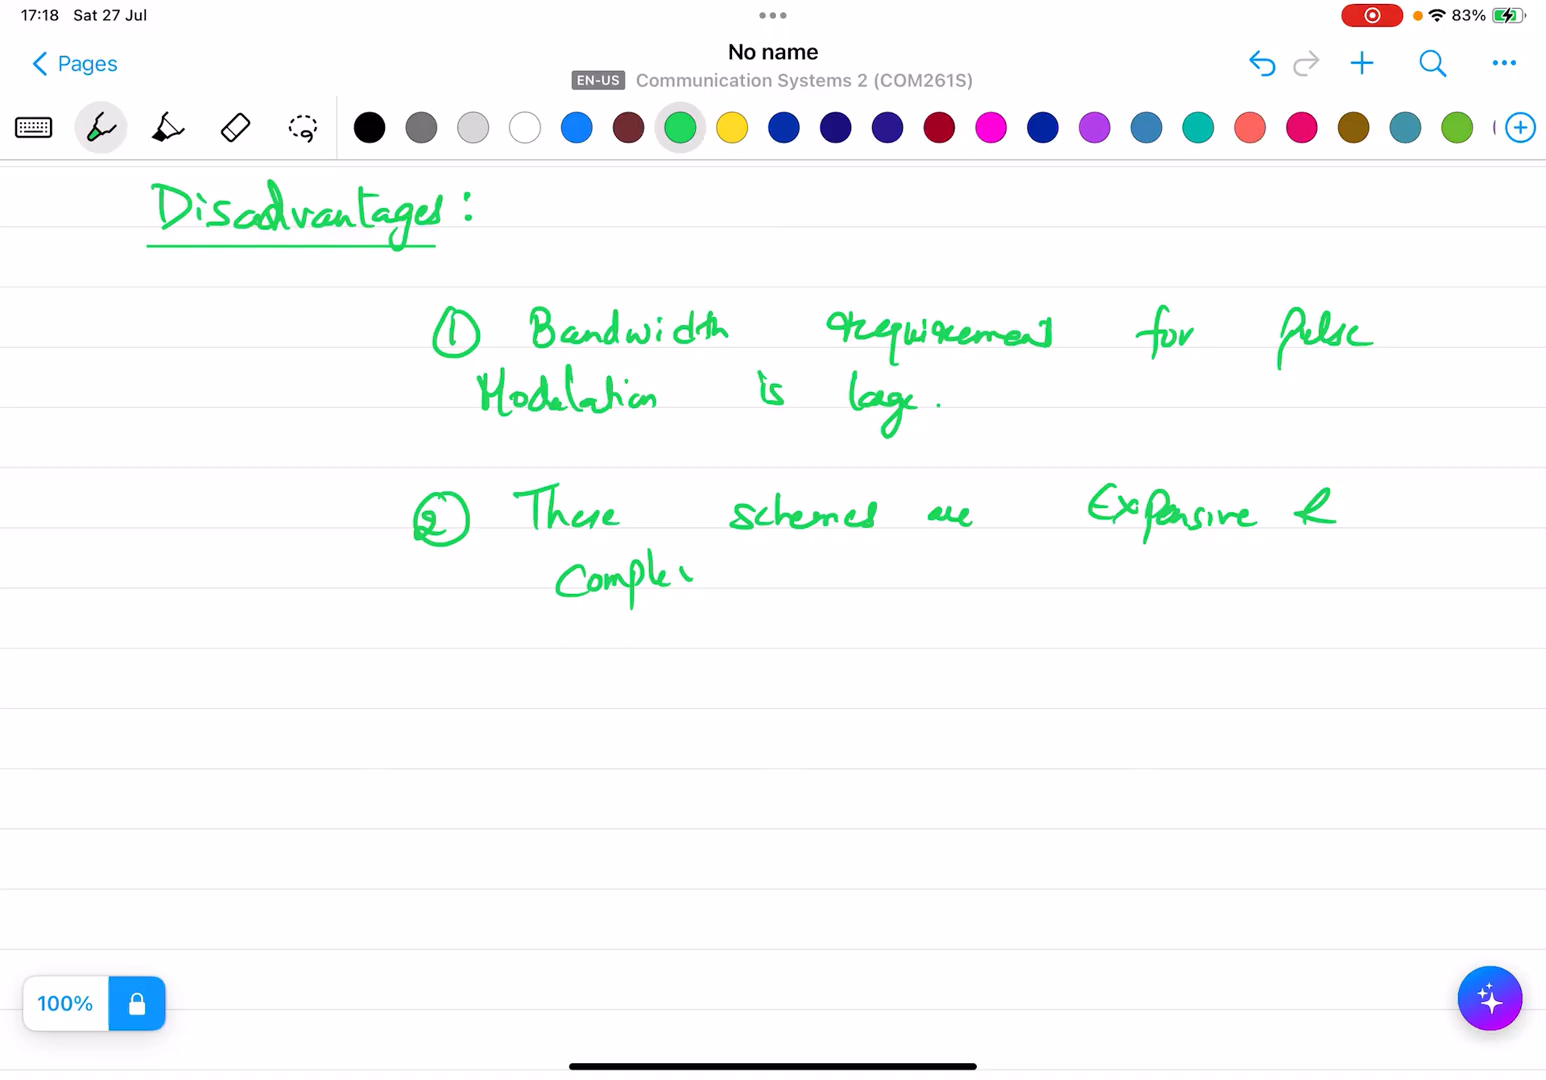 17:18 Sat 27 Jul
83%
Pages
No name
EN-US Communication Systems 2 (COM261S)
Disadvantages:
① Bandwidth requirement for pulse
Modulation is large.
② These schemes are Expensive &
Comple
100%